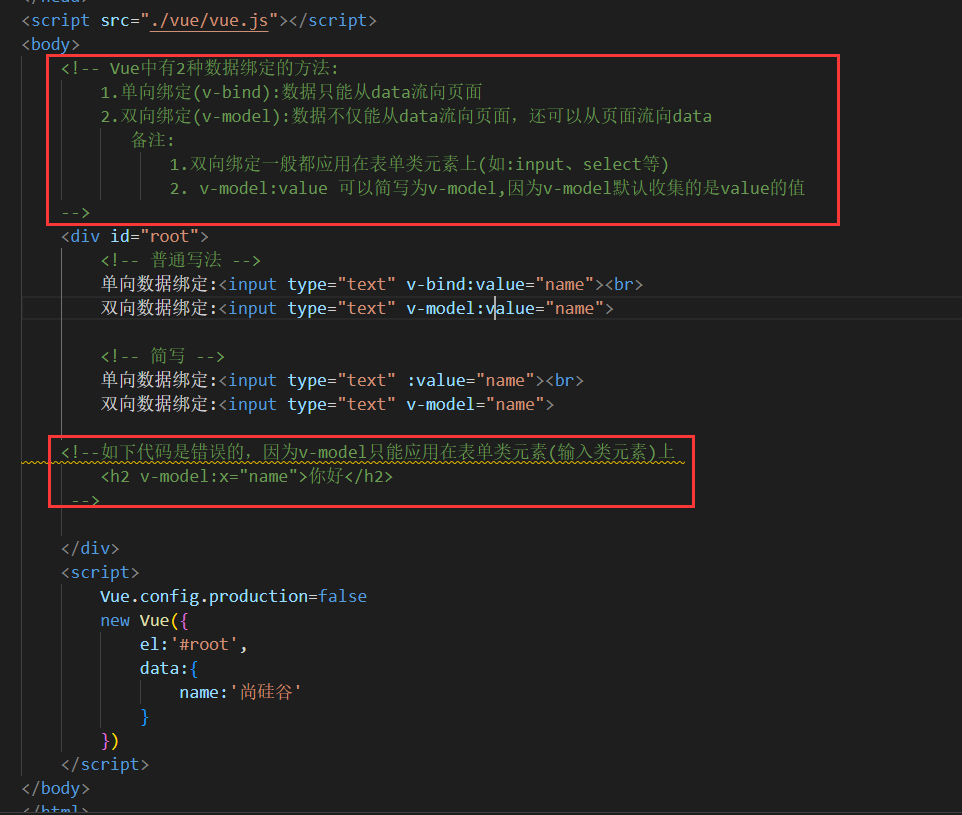 <script src="./vue/vue.js"></script>
<body>
<!-- Vue中有2种数据绑定的方法:
1.单向绑定(v-bind):数据只能从data流向页面
2.双向绑定(v-model):数据不仅能从data流向页面，还可以从页面流向data
备注:
1.双向绑定一般都应用在表单类元素上(如:input、select等)
2. v-model:value 可以简写为v-model,因为v-model默认收集的是value的值
-->
<div id="root">
<!-- 普通写法 -->
单向数据绑定:<input type="text" v-bind:value="name"><br>
双向数据绑定:<input type="text" v-model:value="name">
<!-- 简写 -->
单向数据绑定:<input type="text" :value="name"><br>
双向数据绑定:<input type="text" v-model="name">
<!--如下代码是错误的，因为v-model只能应用在表单类元素(输入类元素)上
<h2 v-model:x="name">你好</h2>
-->
</div>
<script>
Vue.config.production=false
new Vue({
el:'#root',
data:{
name:'尚硅谷'
}
})
</script>
</body>
</html>